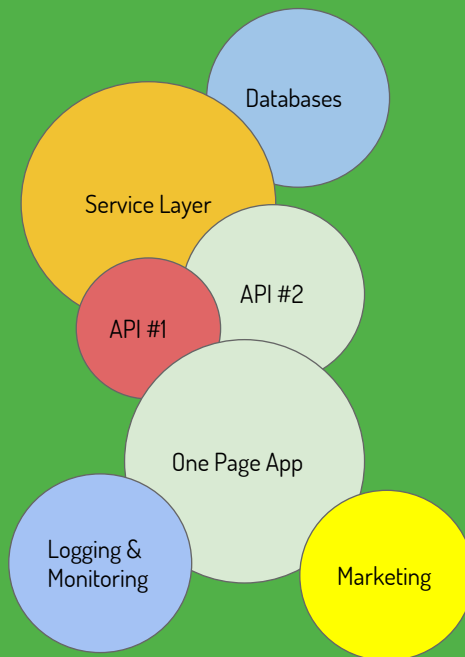 Databases
Service Layer
API #2
API #1
One Page App
Logging &
Monitoring
Marketing